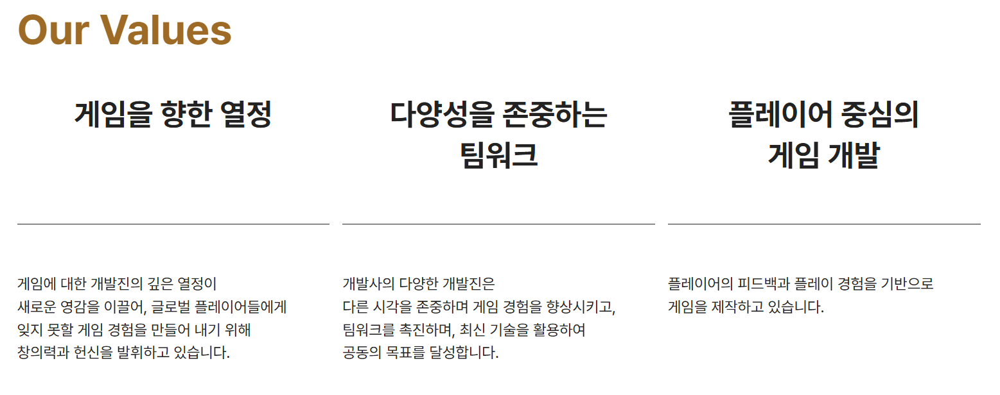 Our Values
게임을 향한 열정
다양성을 존중하는
팀워크
플레이어 중심의
게임 개발
게임에 대한 개발진의 깊은 열정이
새로운 영감을 이끌어, 글로벌 플레이어들에게
잊지 못할 게임 경험을 만들어 내기 위해
창의력과 헌신을 발휘하고 있습니다.
개발사의 다양한 개발진은
다른 시각을 존중하며 게임 경험을 향상시키고,
팀워크를 촉진하며, 최신 기술을 활용하여
공동의 목표를 달성합니다.
플레이어의 피드백과 플레이 경험을 기반으로
게임을 제작하고 있습니다.